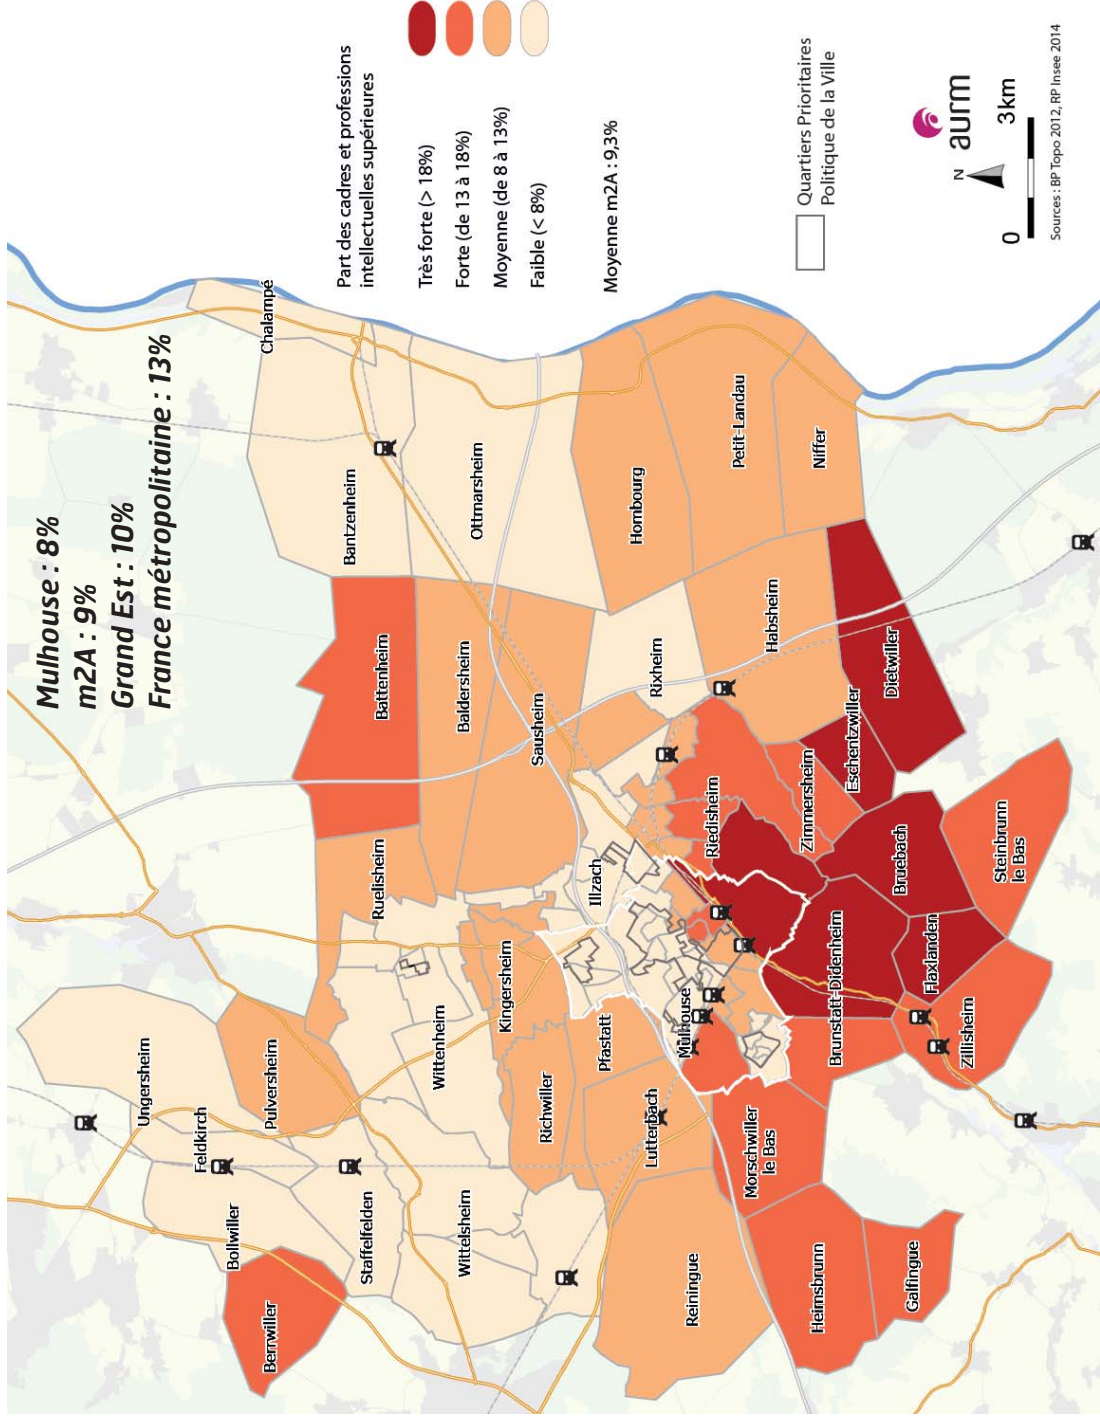 Mulhouse : 8%
m2A : 9%
Grand Est : 10%
France métropolitaine : 13%
Part des cadres et professions
intellectuelles supérieures
Très forte (> 18%)
Forte (de 13 à 18%)
Moyenne (de 8 à 13%)
Faible (< 8%)
Moyenne m2A : 9,3%
Quartiers Prioritaires
Politique de la Ville
N
aurm
0
3km
Sources : BP Topo 2012, RP Insee 2014
Chalampé
Bantzenheim
Ottmarsheim
Hombourg
Petit-Landau
Niffer
Battenheim
Baldersheim
Sausheim
Rixheim
Habsheim
Dietwiller
Eschentzwiller
Zimmersheim
Riedisheim
Ruelisheim
Illzach
Bruebach
Steinbrunn
le Bas
Ungersheim
Pulversheim
Feldkirch
Wittenheim
Kingersheim
Richwiller
Pfastatt
Mulhouse
Lutterbach
Brunstatt-Didenheim
Flaxlanden
Zillisheim
Morschwiller
le Bas
Bollwiller
Staffelfelden
Wittelsheim
Berrwiller
Reiningue
Heimsbrunn
Galfingue